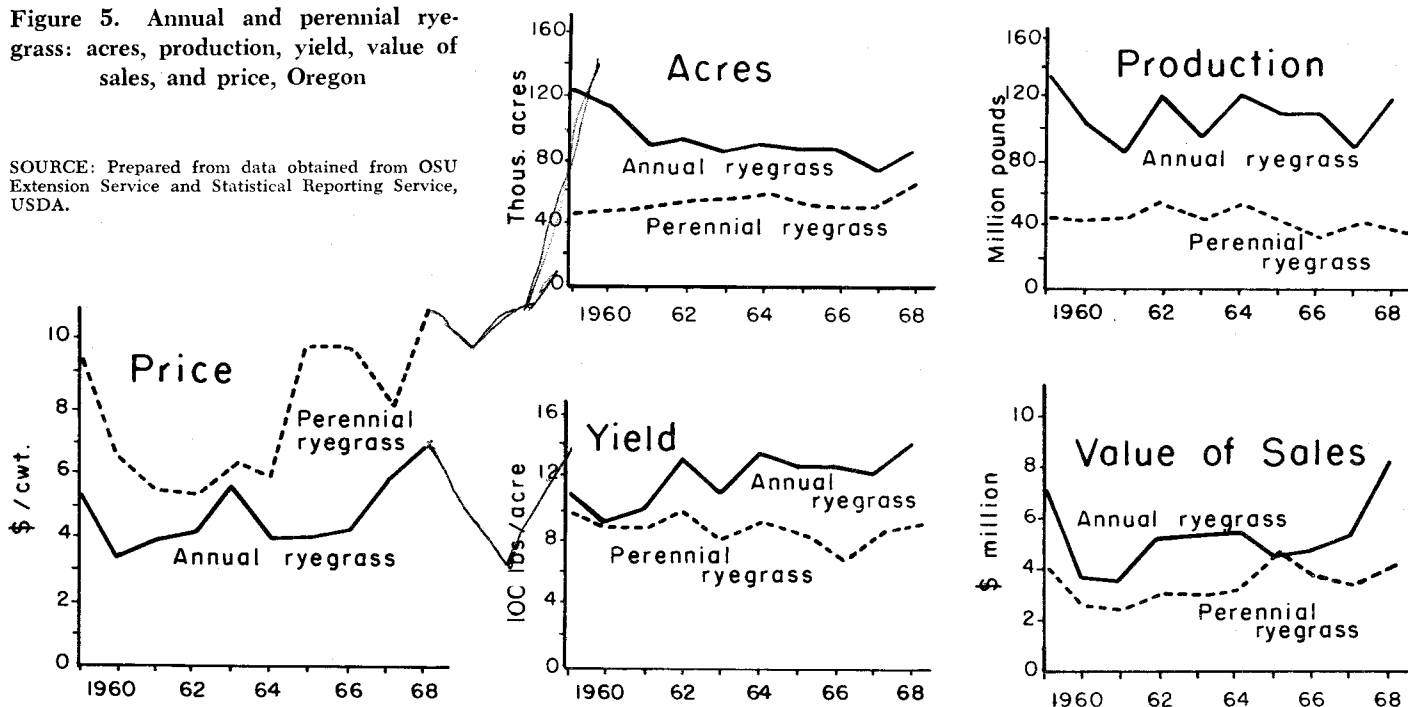 Figure 5. Annual and perennial rye-
grass: acres, production, yield, value of
sales, and price, Oregon
SOURCE: Prepared from data obtained from OSU
Extension Service and Statistical Reporting Service,
USDA.
Acres
Thous. acres
160
120
80
40
0
Annual ryegrass
Perennial ryegrass
1960 62 64 66 68
Production
Million pounds
160
120
80
40
0
Annual ryegrass
Perennial
ryegrass
1960 62 64 66 68
Price
$/cwt.
10
8
6
4
2
0
Perennial
ryegrass
Annual ryegrass
1960 62 64 66 68
Yield
100 lbs/acre
16
12
8
4
0
Annual
ryegrass
Perennial
ryegrass
1960 62 64 66 68
Value of Sales
$ million
10
8
6
4
2
0
Annual ryegrass
Perennial
ryegrass
1960 62 64 66 68